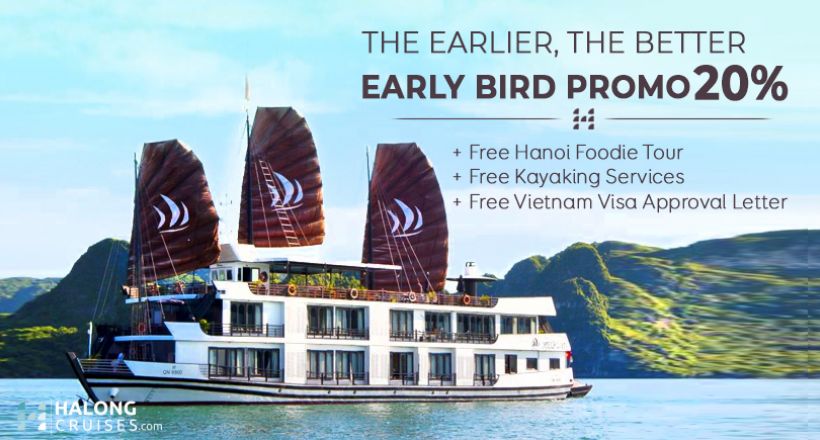 THE EARLIER, THE BETTER
EARLY BIRD PROMO 20%
+ Free Hanoi Foodie Tour
+ Free Kayaking Services
+ Free Vietnam Visa Approval Letter
HALONG
CRUISES.com